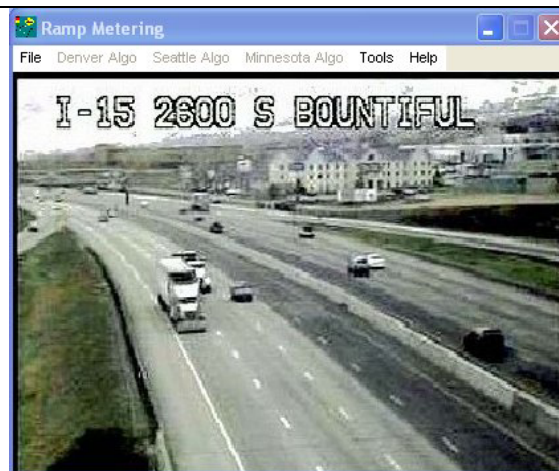 Ramp Metering
File Denver Algo Seattle Algo Minnesota Algo Tools Help
I-15 2600 S BOUNTIFUL